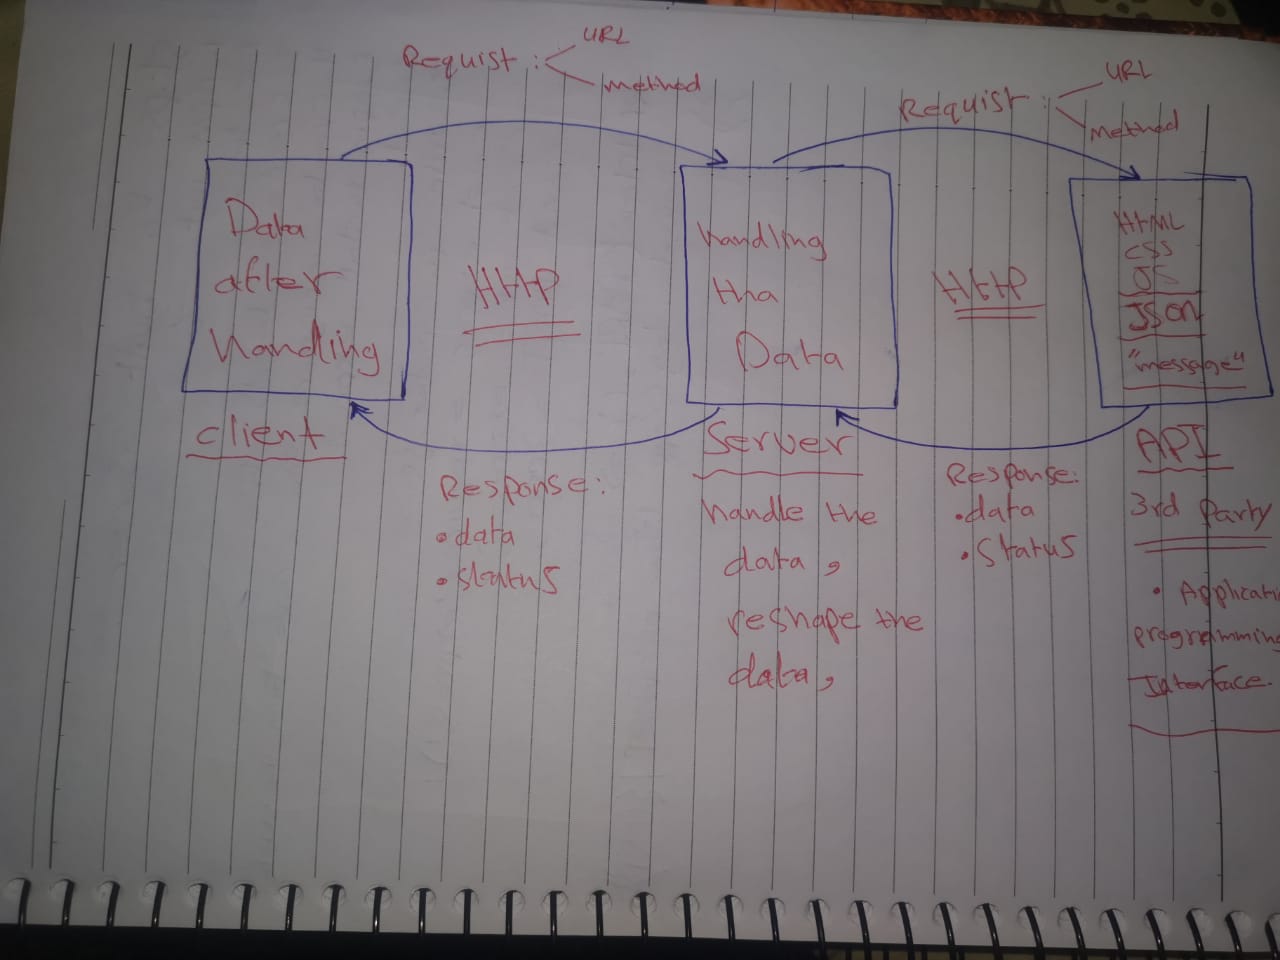 Requist :
URL
method
Requist :
URL
method
Data
after
handling
Http
handling
tha
Data
Http
HTML
CSS
JS
JSON
"message"
client
Server
API
Response:
• data
• status
handle the
data,
reshape the
data,
Response:
• data
• status
3rd Party
• Applicati
programming
Interface.